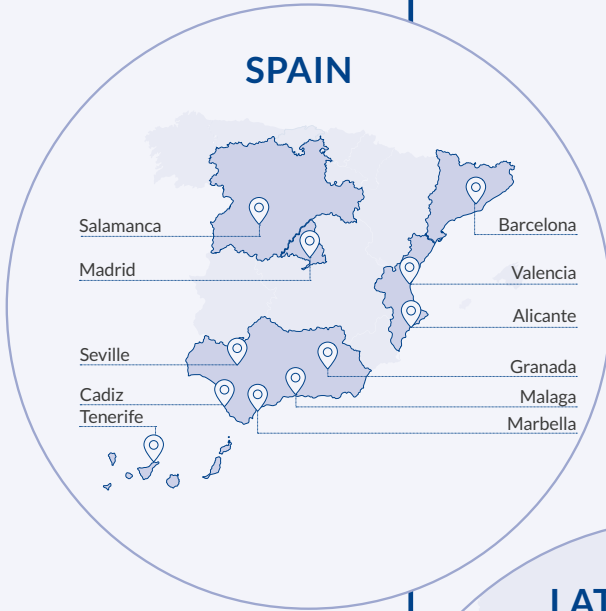 SPAIN
Salamanca
Madrid
Seville
Cadiz
Tenerife
Barcelona
Valencia
Alicante
Granada
Malaga
Marbella
LAT